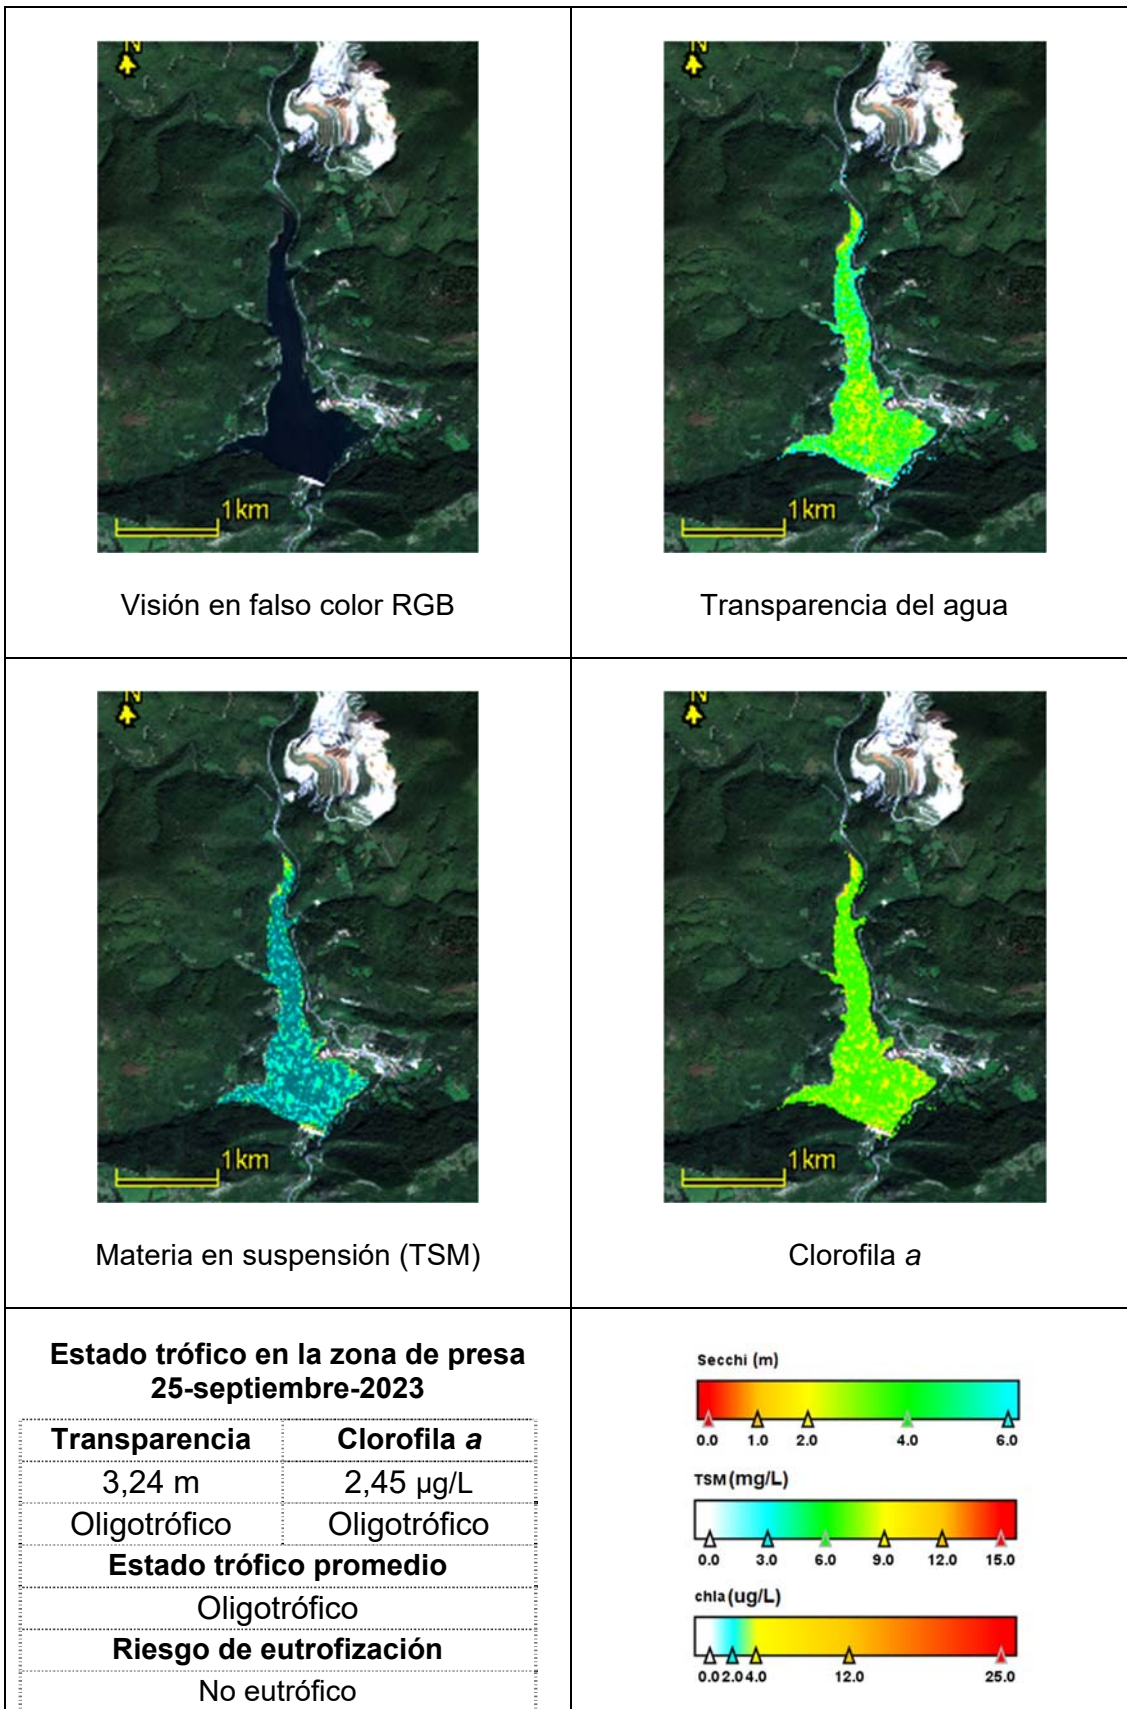 N
1km
N
1km
Visión en falso color RGB
Transparencia del agua
N
1km
N
1km
Materia en suspensión (TSM)
Clorofila a
Estado trófico en la zona de presa
25-septiembre-2023
Transparencia Clorofila a
3,24 m 2,45 µg/L
Oligotrófico Oligotrófico
Estado trófico promedio
Oligotrófico
Riesgo de eutrofización
No eutrófico
Secchi (m)
0.0 1.0 2.0 4.0 6.0
TSM (mg/L)
0.0 3.0 6.0 9.0 12.0 15.0
chla (ug/L)
0.0 2.0 4.0 12.0 25.0